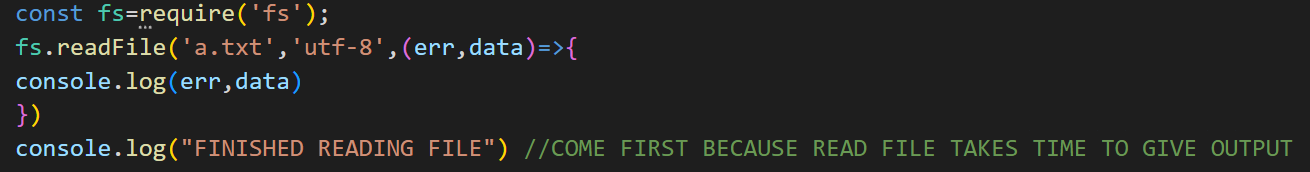 const fs=require('fs');
fs.readFile('a.txt','utf-8',(err,data)=>{
console.log(err,data)
})
console.log("FINISHED READING FILE") //COME FIRST BECAUSE READ FILE TAKES TIME TO GIVE OUTPUT